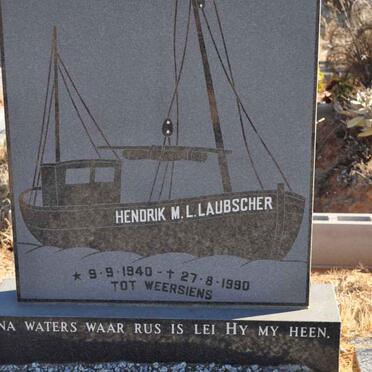 HENDRIK M.L. LAUBSCHER
★ 9-9-1940 - ✝ 27-8-1990
TOT WEERSIENS
NA WATERS WAAR RUS IS LEI HY MY HEEN.